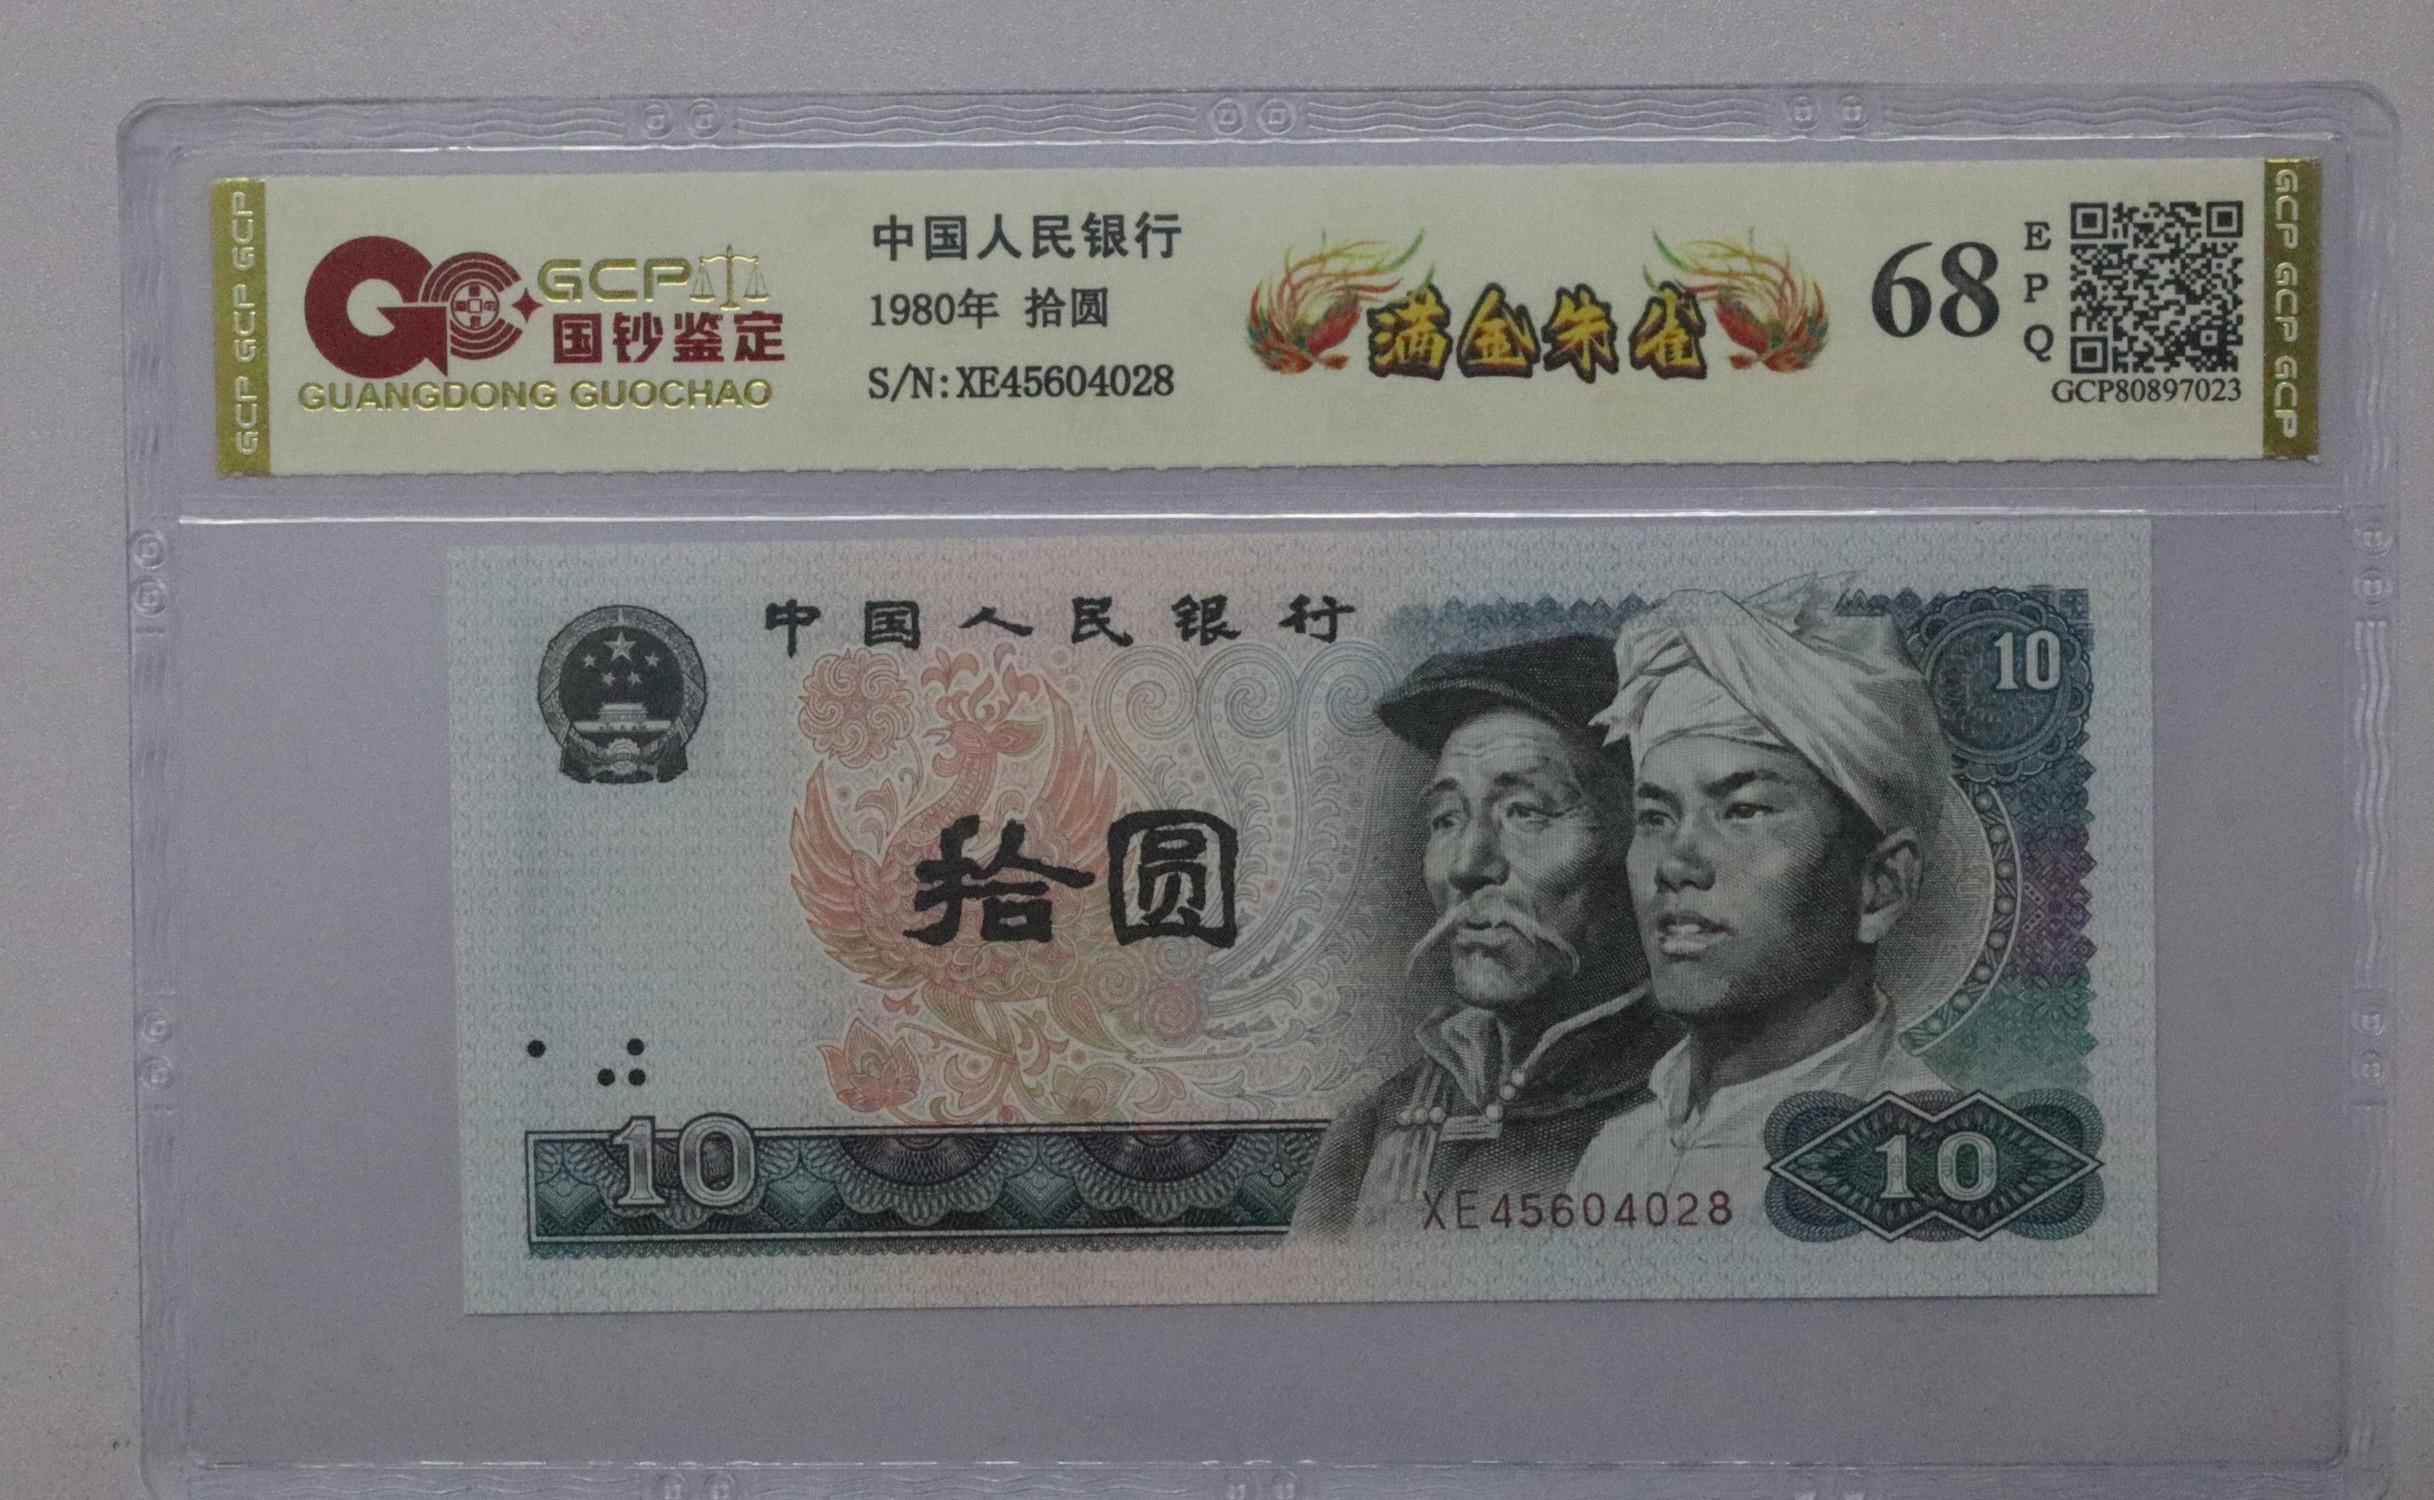 GCP GCP GCP
GCP
国钞鉴定
GUANGDONG GUOCHAO
中国人民银行
1980年 拾圆
S/N:XE45604028
满金朱雀
68
EPQ
GCP80897023
GCP GCP GCP
中国人民银行
10
拾圆
10
XE45604028
10